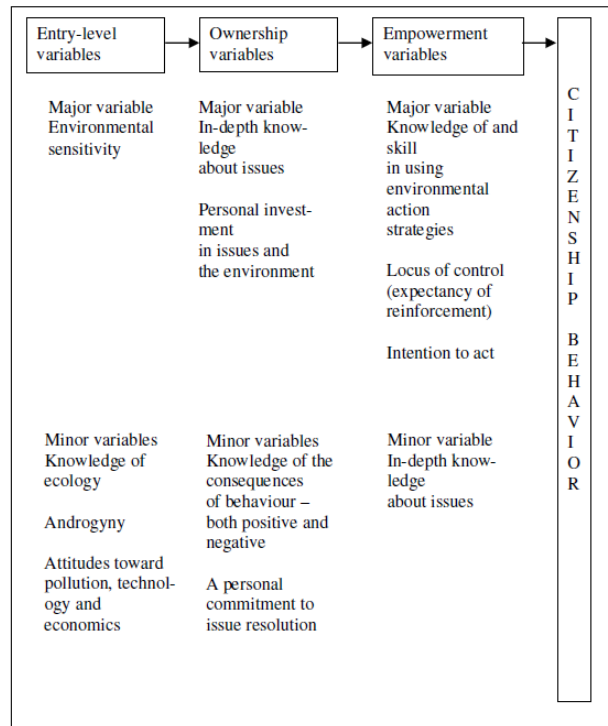 Entry-level
variables
Ownership
variables
Empowerment
variables
Major variable
Environmental
sensitivity
Major variable
In-depth know-
ledge
about issues
Personal invest-
ment
in issues and
the environment
Major variable
Knowledge of and
skill
in using
environmental
action
strategies
Locus of control
(expectancy of
reinforcement)
Intention to act
Minor variables
Knowledge of
ecology
Androgyny
Attitudes toward
pollution, technol-
ogy and
economics
Minor variables
Knowledge of the
consequences
of behaviour –
both positive and
negative
A personal
commitment to
issue resolution
Minor variable
In-depth know-
ledge
about issues
C
I
T
I
Z
E
N
S
H
I
P
B
E
H
A
V
I
O
R